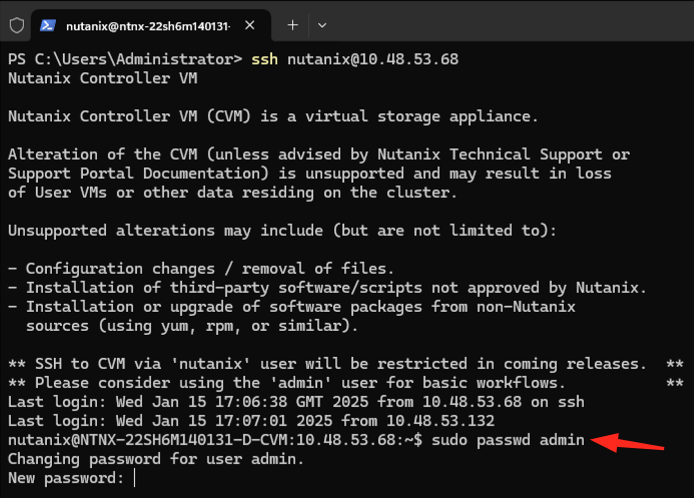 nutanix@ntnx-22sh6m140131-
PS C:\Users\Administrator> ssh nutanix@10.48.53.68
Nutanix Controller VM
Nutanix Controller VM (CVM) is a virtual storage appliance.
Alteration of the CVM (unless advised by Nutanix Technical Support or
Support Portal Documentation) is unsupported and may result in loss
of User VMs or other data residing on the cluster.
Unsupported alterations may include (but are not limited to):
- Configuration changes / removal of files.
- Installation of third-party software/scripts not approved by Nutanix.
- Installation or upgrade of software packages from non-Nutanix
sources (using yum, rpm, or similar).
** SSH to CVM via 'nutanix' user will be restricted in coming releases. **
** Please consider using the 'admin' user for basic workflows. **
Last login: Wed Jan 15 17:06:38 GMT 2025 from 10.48.53.68 on ssh
Last login: Wed Jan 15 17:07:01 2025 from 10.48.53.132
nutanix@NTNX-22SH6M140131-D-CVM:10.48.53.68:~$ sudo passwd admin
Changing password for user admin.
New password: